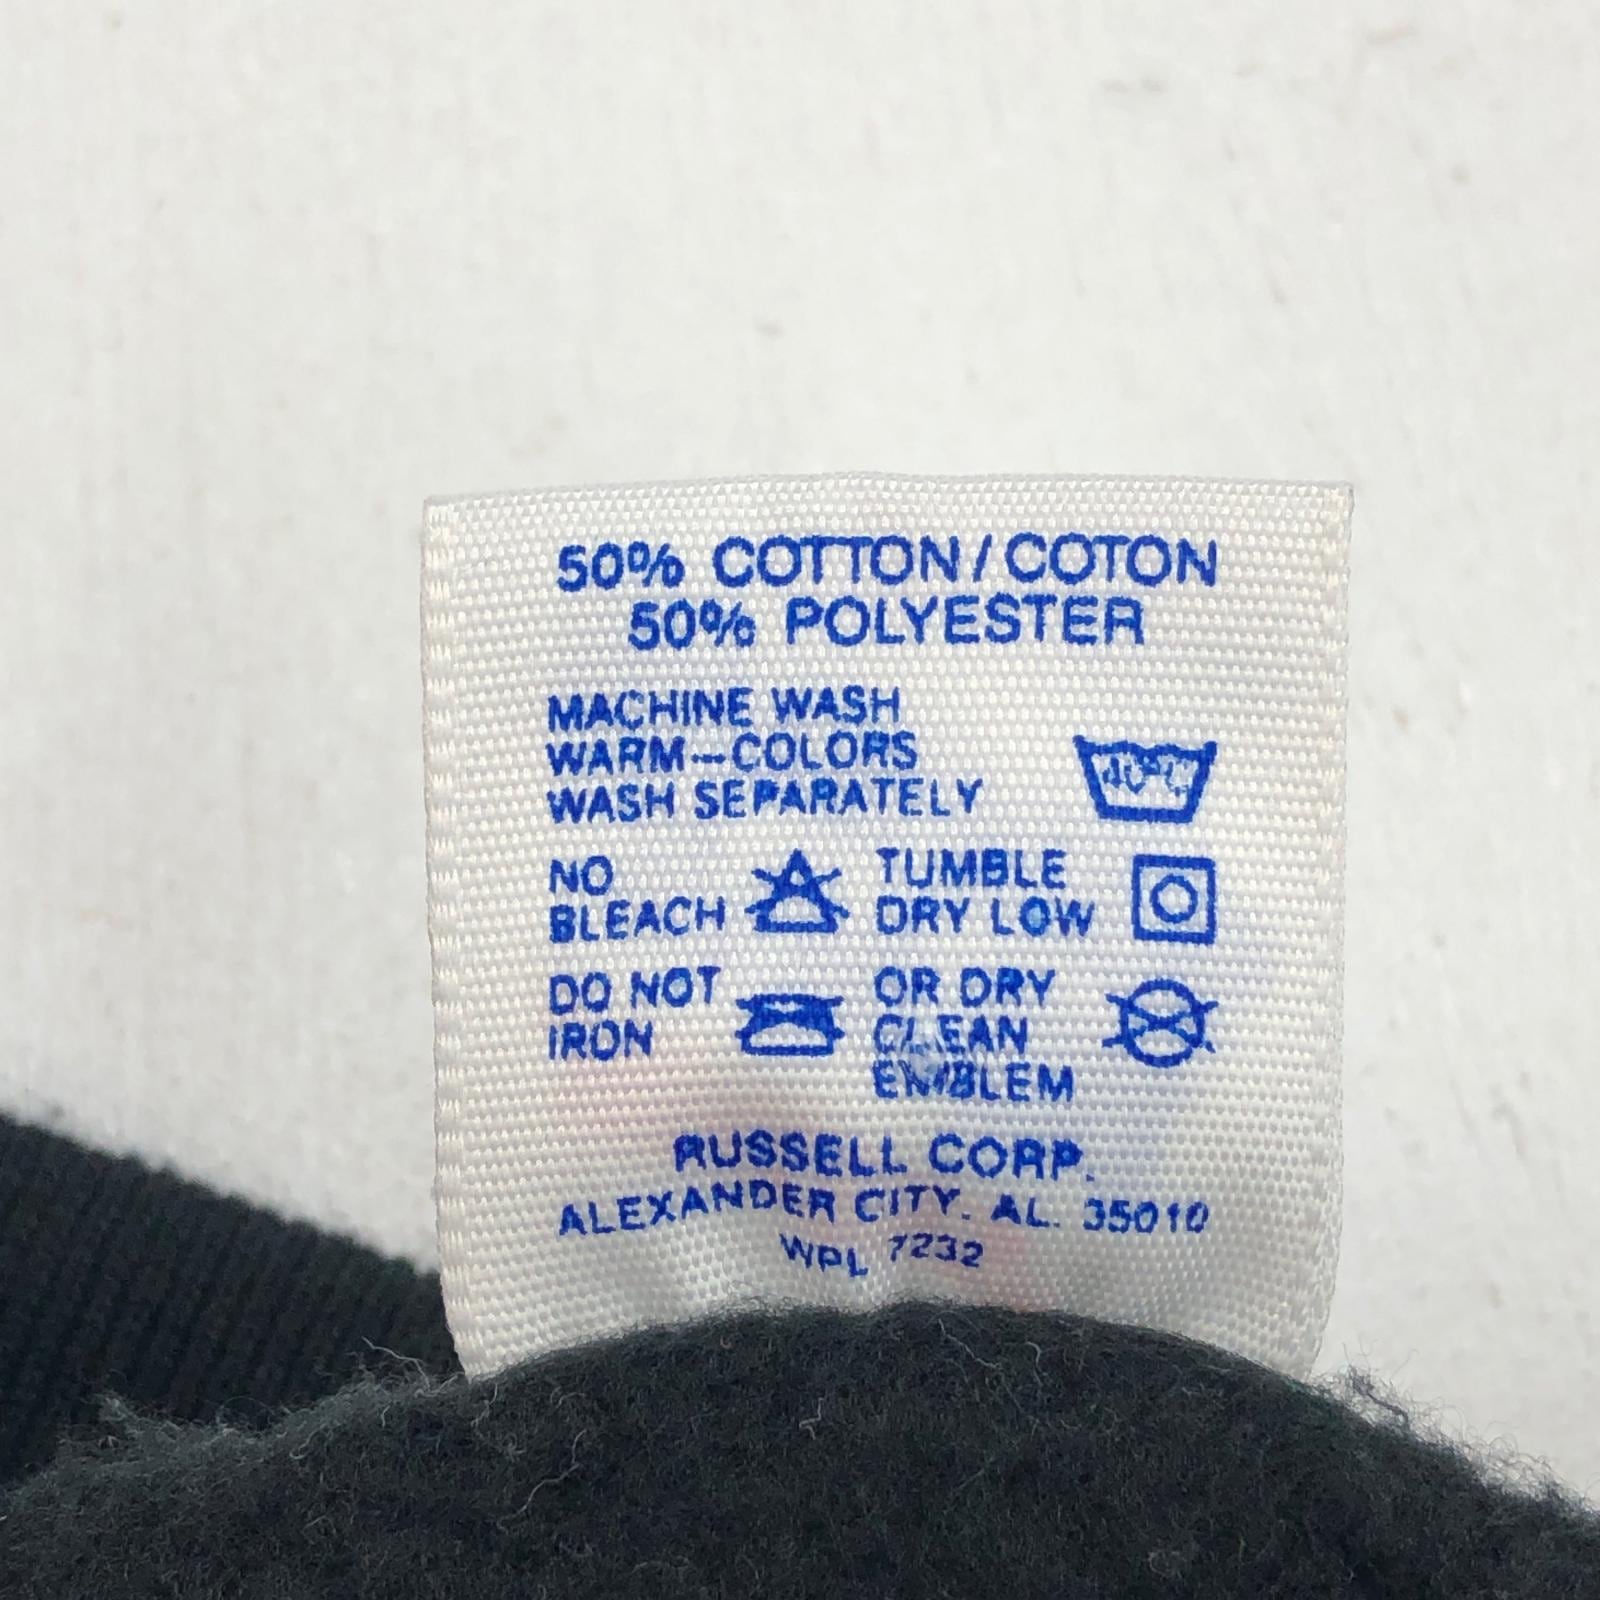 50% COTTON/COTON
50% POLYESTER
MACHINE WASH
WARM-COLORS
WASH SEPARATELY
NO
BLEACH
TUMBLE
DRY LOW
DO NOT
IRON
OR DRY
CLEAN
EMBLEM
RUSSELL CORP.
ALEXANDER CITY. AL. 35010
WPL 7232